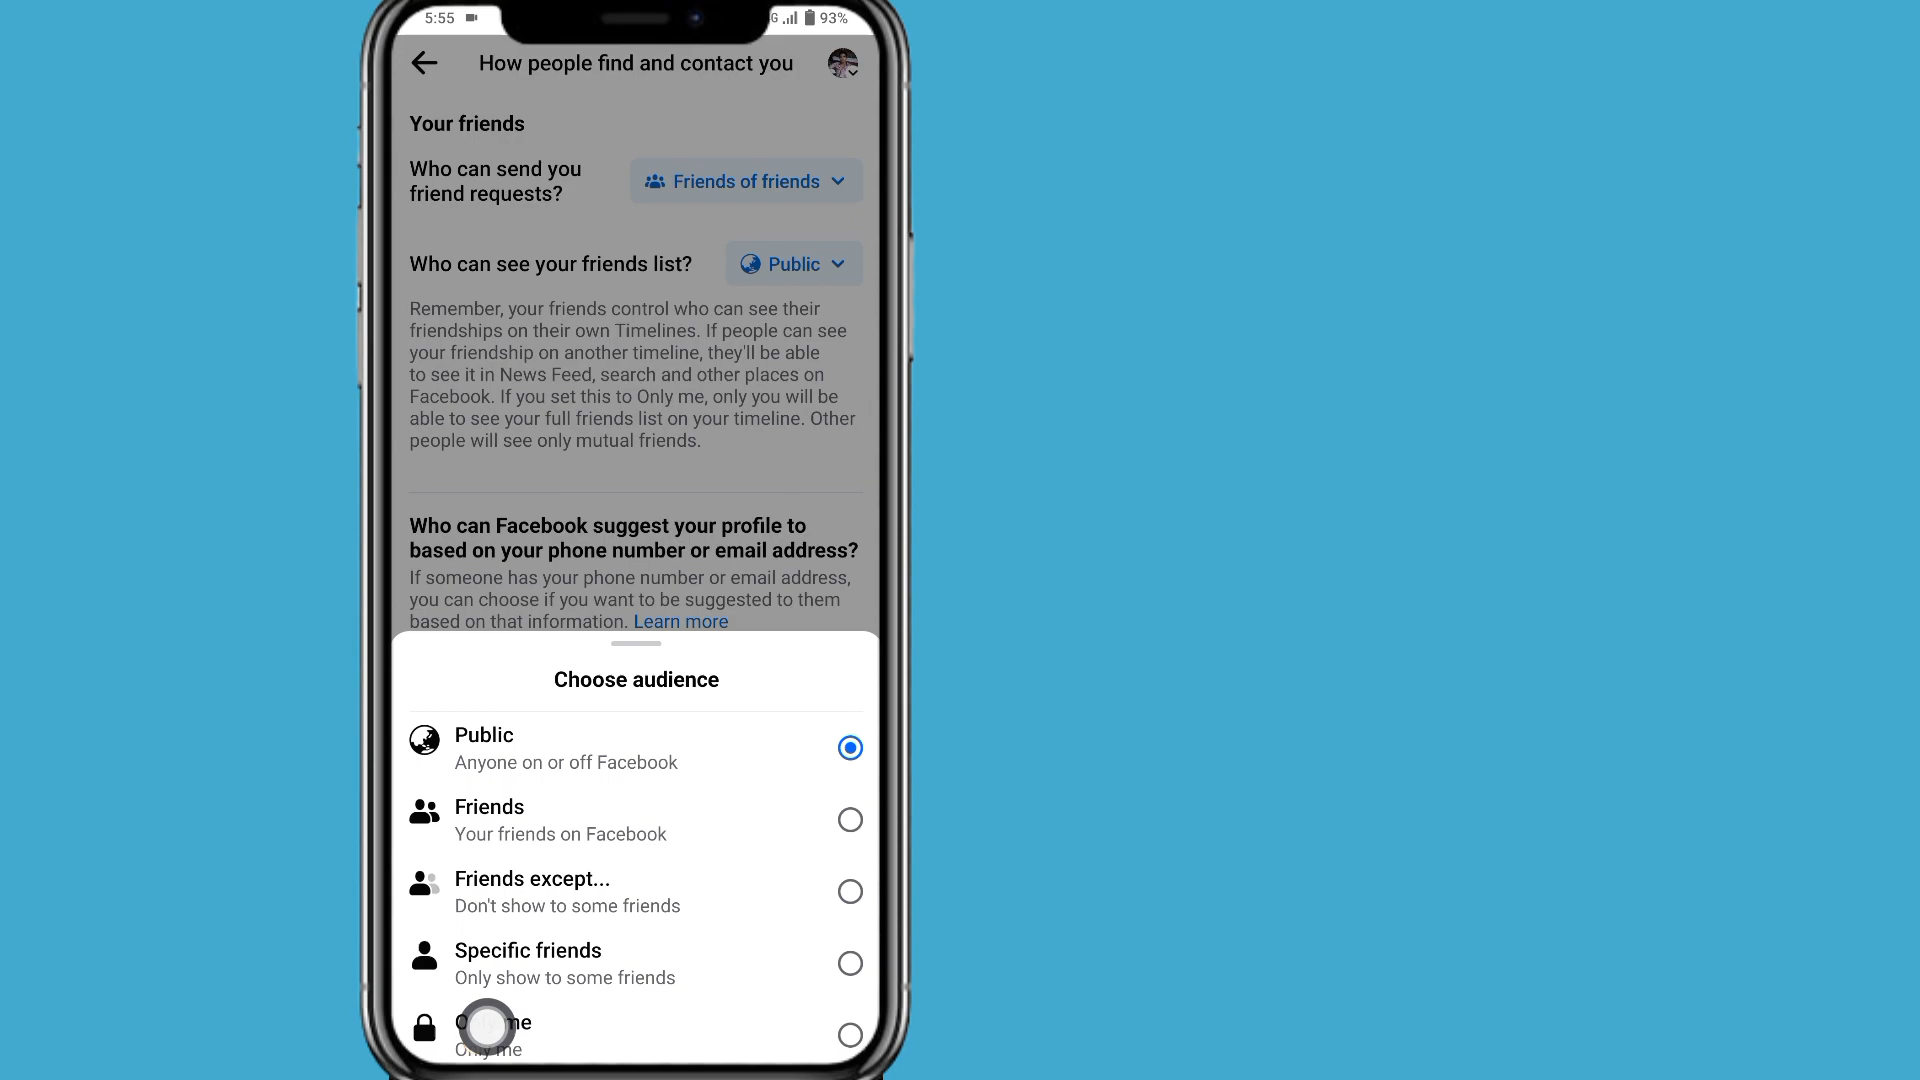 5:55
G 93%
How people find and contact you
Your friends
Who can send you
friend requests?
Friends of friends
Who can see your friends list?
Public
Remember, your friends control who can see their
friendships on their own Timelines. If people can see
your friendship on another timeline, they'll be able
to see it in News Feed, search and other places on
Facebook. If you set this to Only me, only you will be
able to see your full friends list on your timeline. Other
people will see only mutual friends.
Who can Facebook suggest your profile to
based on your phone number or email address?
If someone has your phone number or email address,
you can choose if you want to be suggested to them
based on that information. Learn more
Choose audience
Public
Anyone on or off Facebook
Friends
Your friends on Facebook
Friends except...
Don't show to some friends
Specific friends
Only show to some friends
Only me
Only me